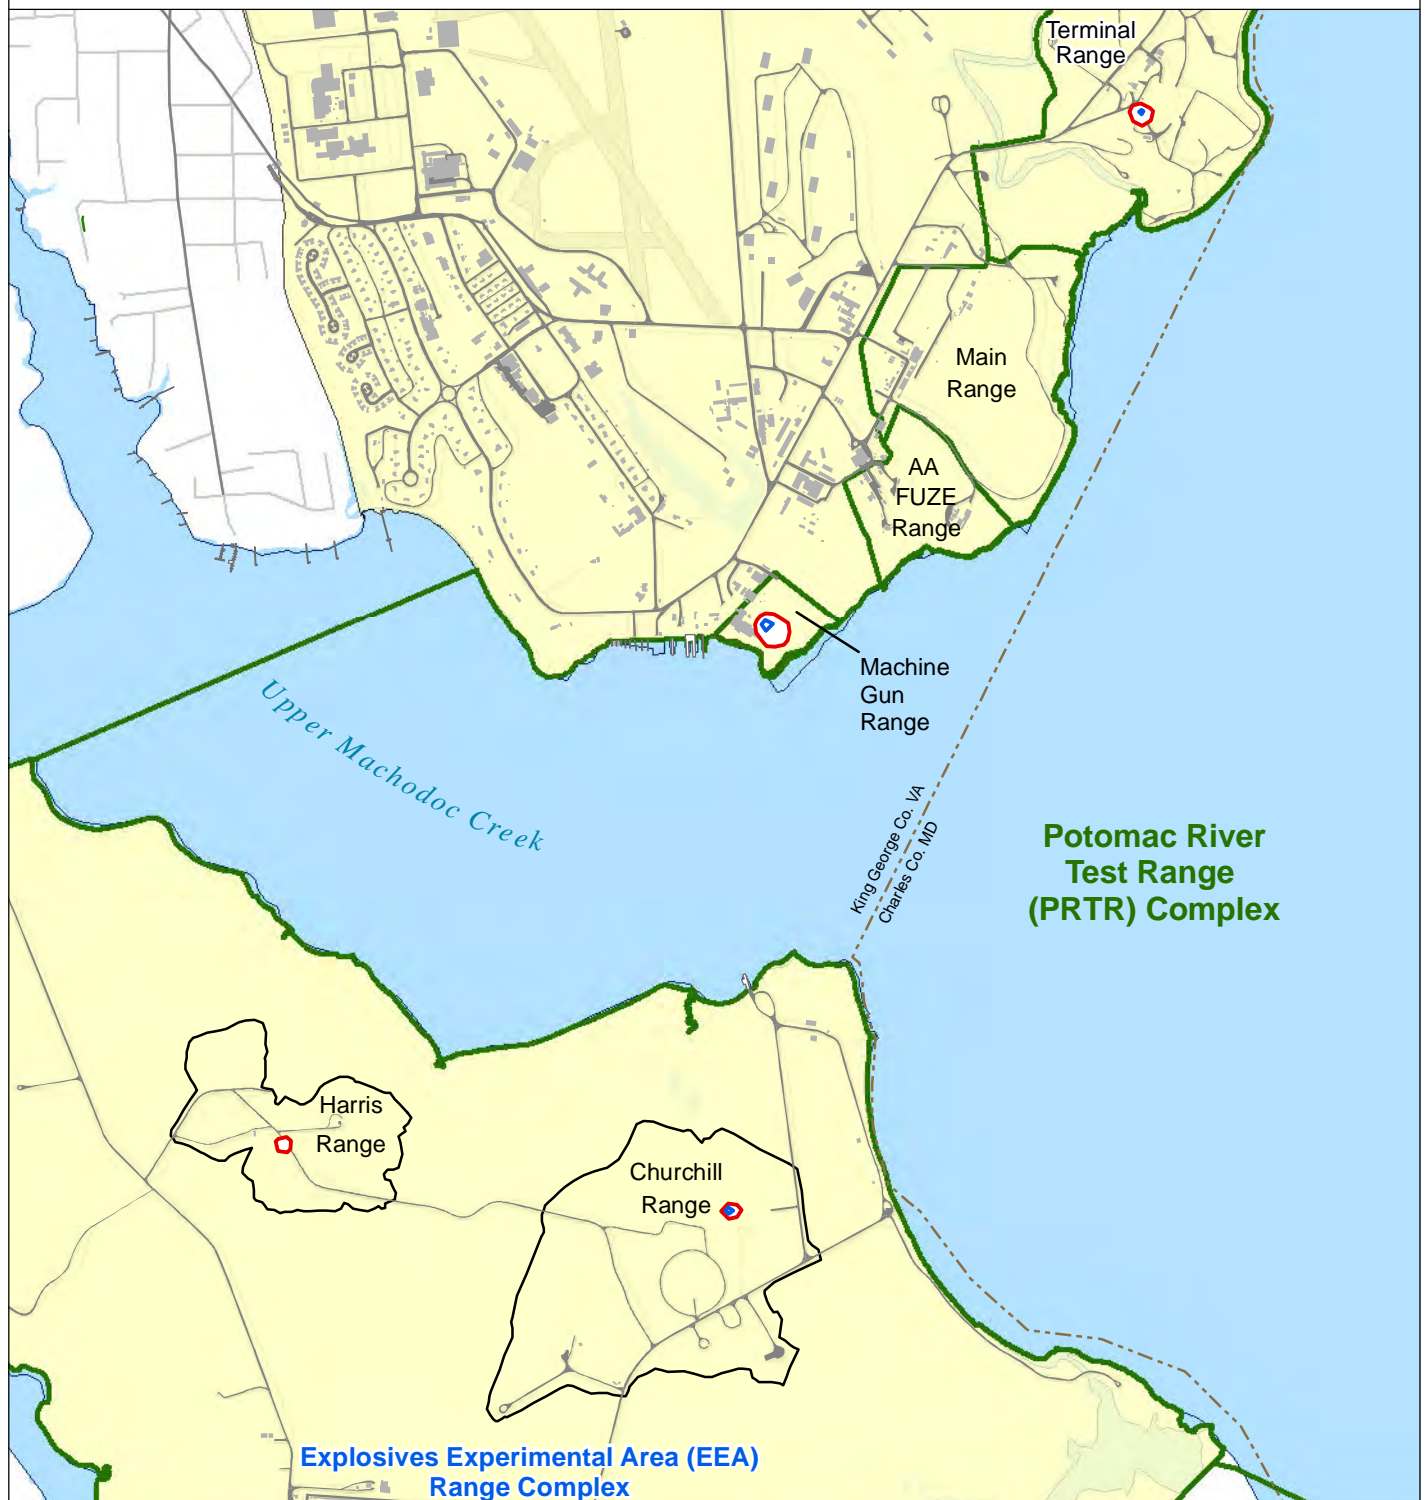 Terminal
Range
Main
Range
AA
FUZE
Range
Machine
Gun
Range
Upper Machodoc Creek
King George Co. VA
Charles Co. MD
Potomac River
Test Range
(PRTR) Complex
Harris
Range
Churchill
Range
Explosives Experimental Area (EEA)
Range Complex